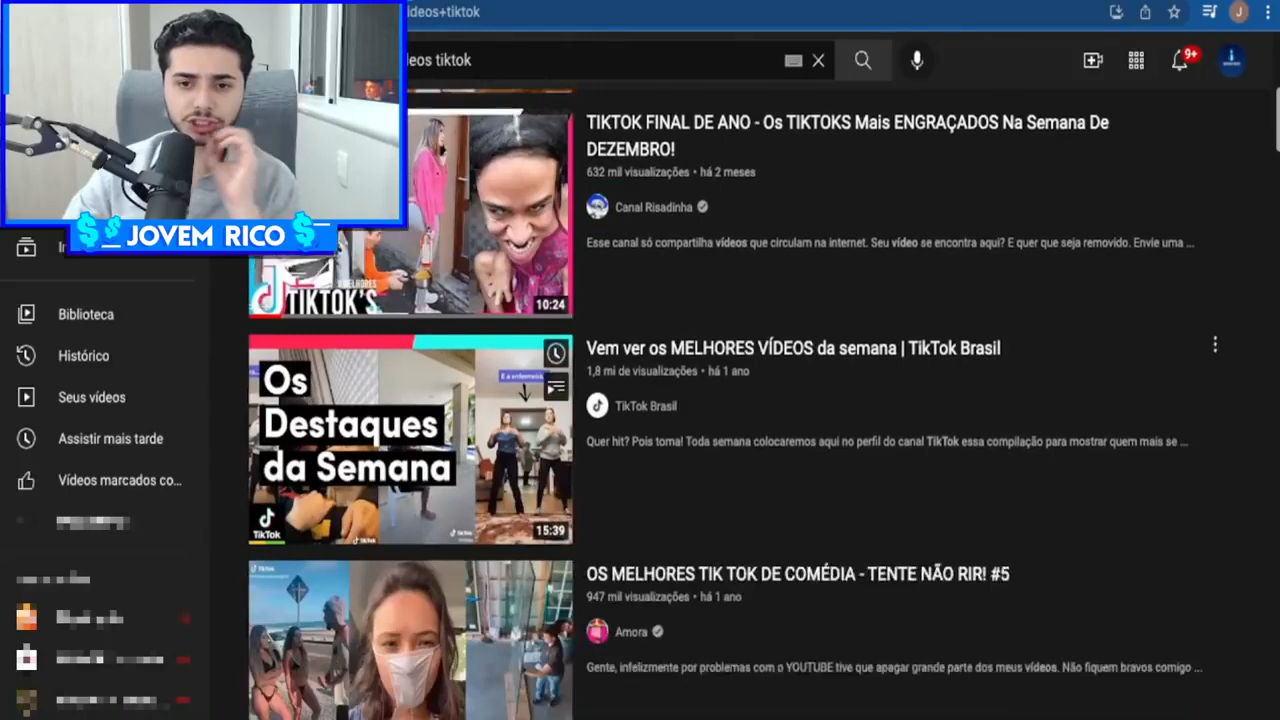 ideos+tiktok
eos tiktok
9+
JOVEM RICO
TIKTOK FINAL DE ANO - Os TIKTOKS Mais ENGRAÇADOS Na Semana De
DEZEMBRO!
632 mil visualizações • há 2 meses
Canal Risadinha
Esse canal só compartilha vídeos que circulam na internet. Seu vídeo se encontra aqui? E quer que seja removido. Envie uma ...
MELHORES
TIKTOK'S
10:24
Biblioteca
Histórico
Seus vídeos
Assistir mais tarde
Vídeos marcados co...
Os
Destaques
da Semana
TikTok
TikTok
15:39
Vem ver os MELHORES VÍDEOS da semana | TikTok Brasil
1,8 mi de visualizações • há 1 ano
TikTok Brasil
Quer hit? Pois toma! Toda semana colocaremos aqui no perfil do canal TikTok essa compilação para mostrar quem mais se ...
OS MELHORES TIK TOK DE COMÉDIA - TENTE NÃO RIR! #5
947 mil visualizações • há 1 ano
Amora
Gente, infelizmente por problemas com o YOUTUBE tive que apagar grande parte dos meus vídeos. Não fiquem bravos comigo ...